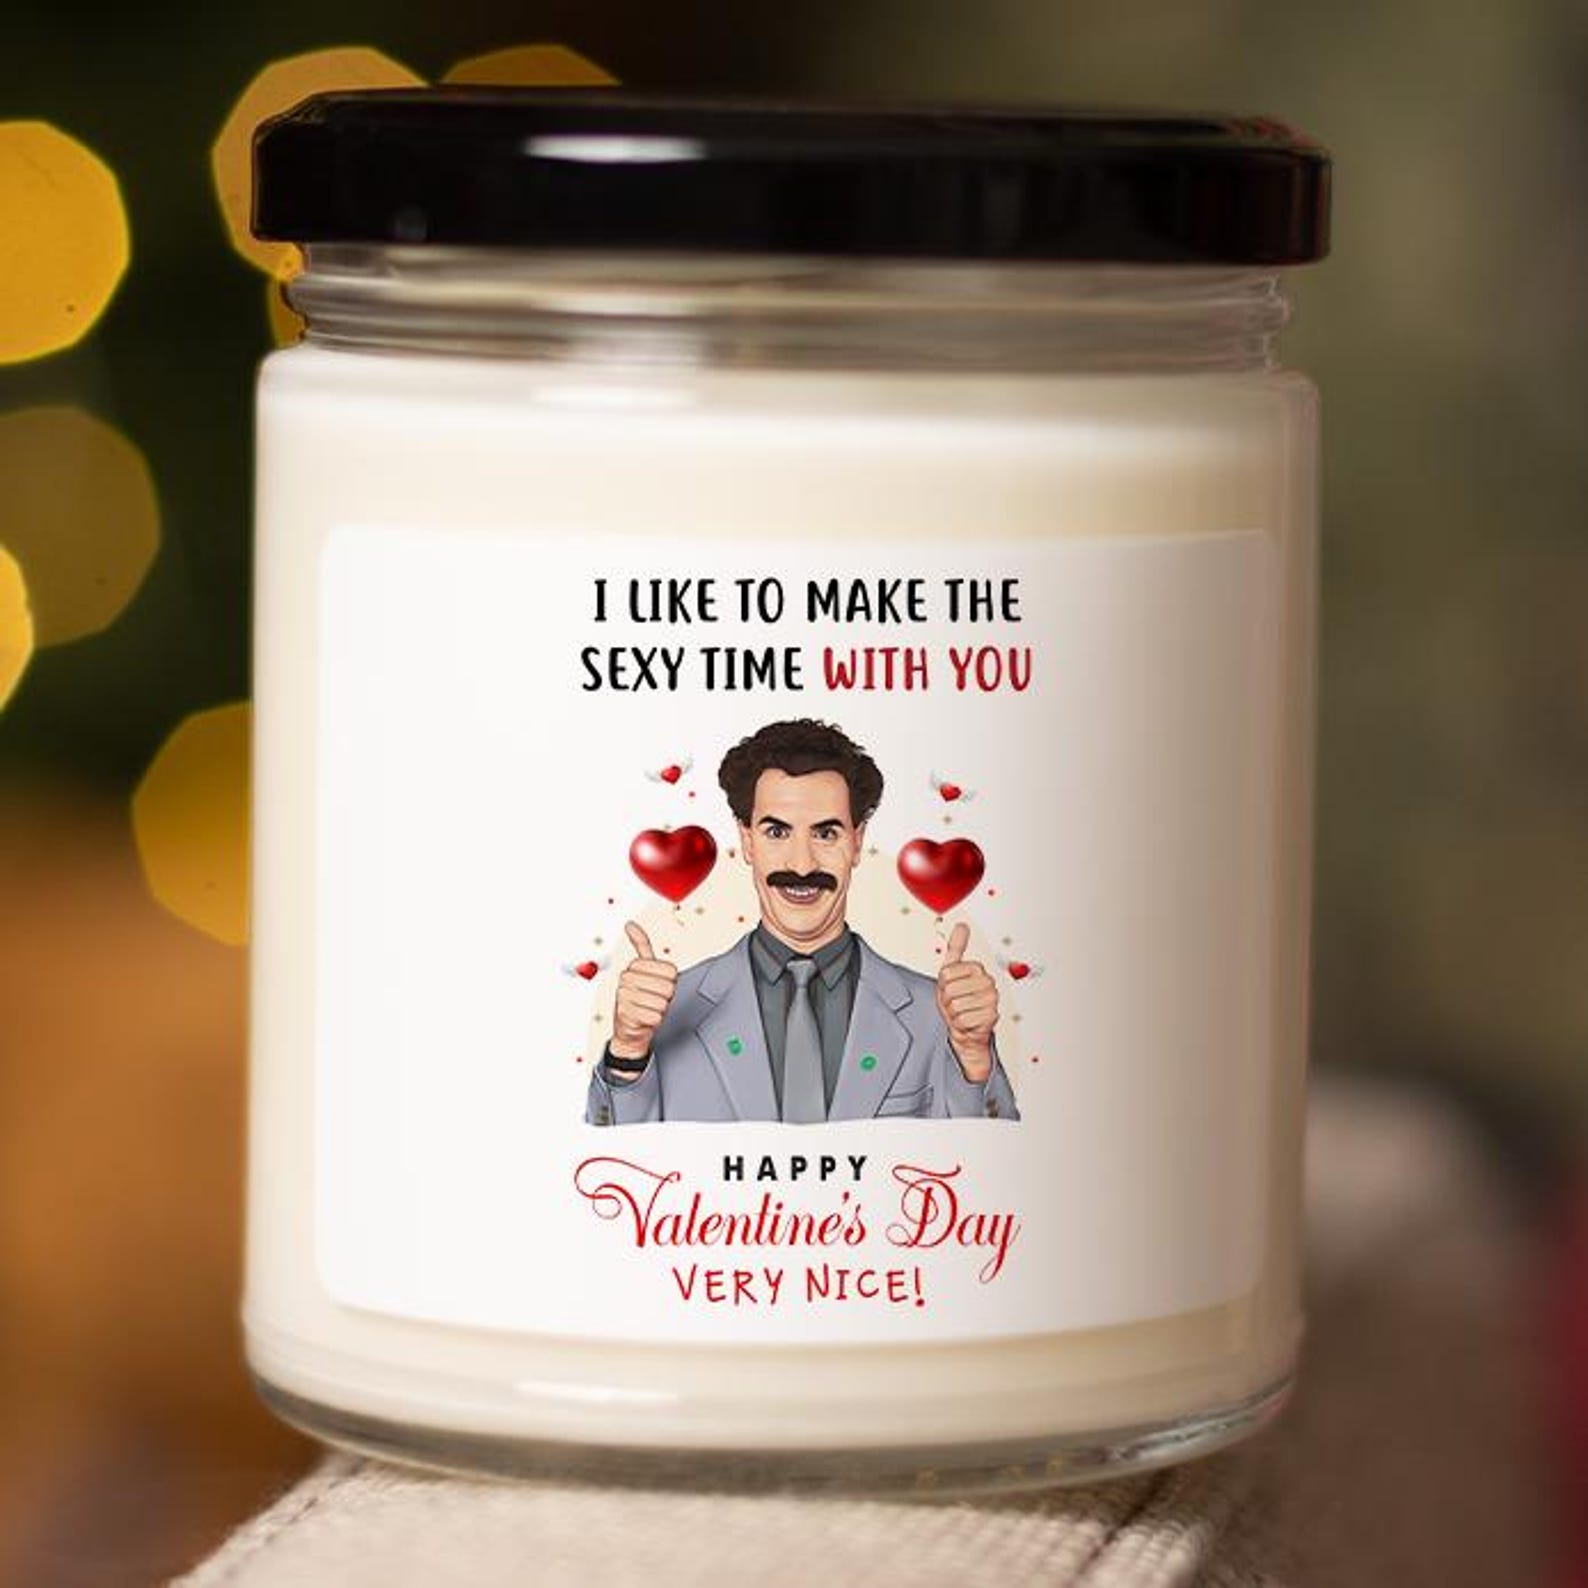 I LIKE TO MAKE THE
SEXY TIME WITH YOU
HAPPY
Valentine's Day
VERY NICE!